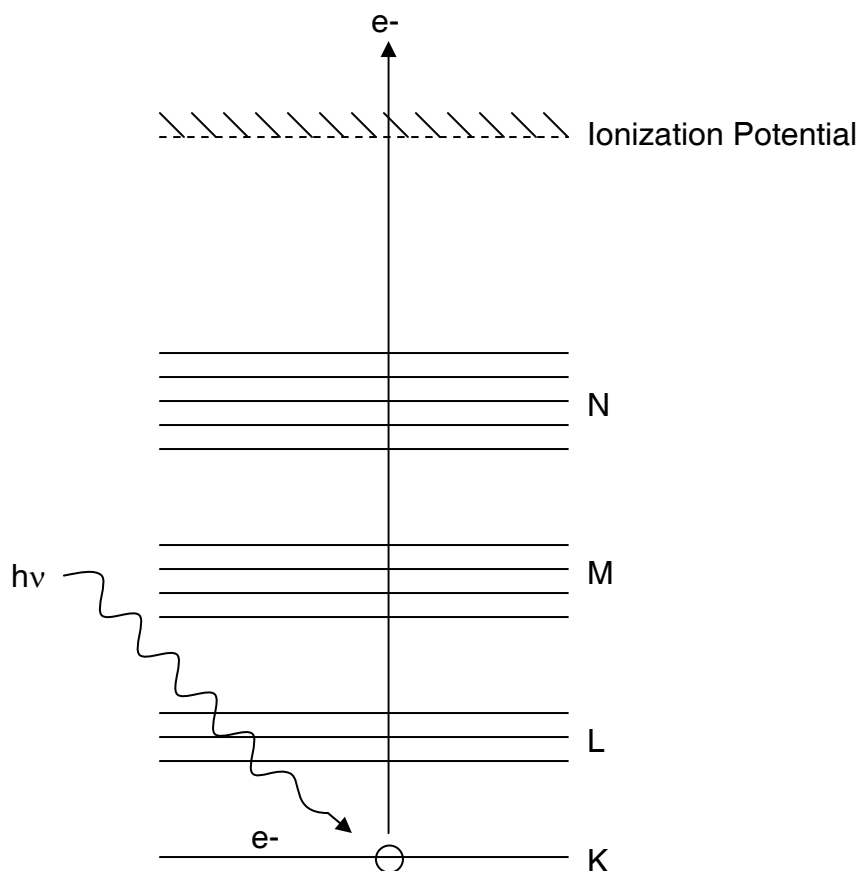 e-
Ionization Potential
N
hν
M
L
e-
K